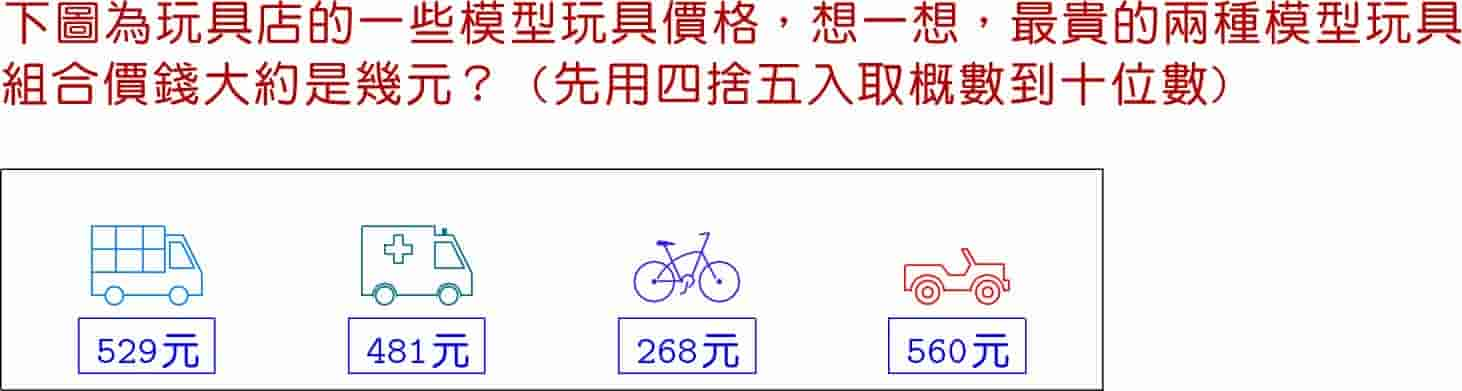 下圖為玩具店的一些模型玩具價格，想一想，最貴的兩種模型玩具
組合價錢大約是幾元？（先用四捨五入取概數到十位數）
529元 481元 268元 560元